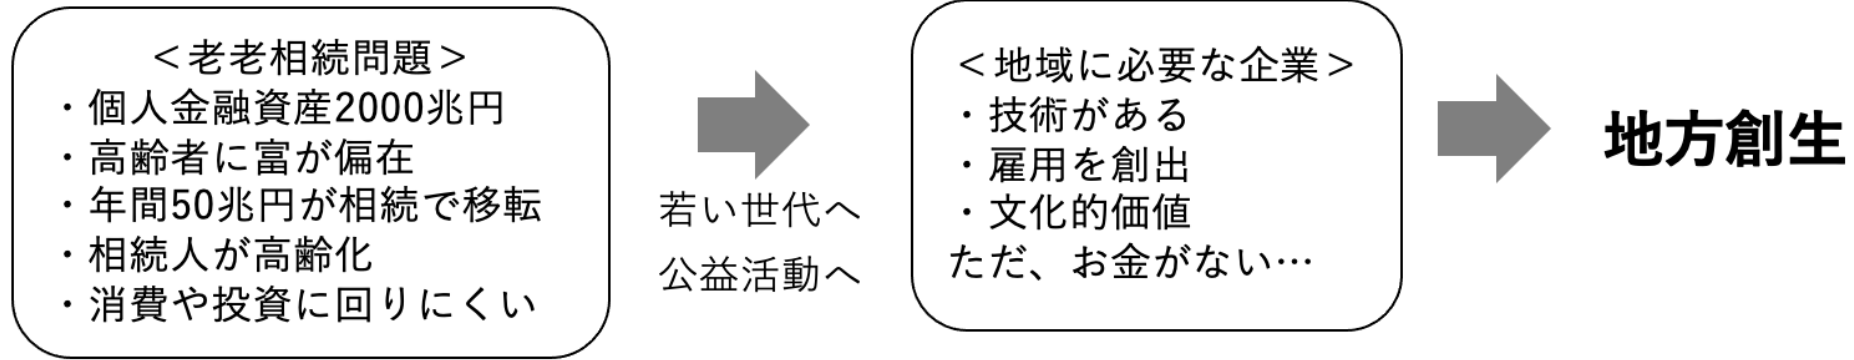 ＜老老相続問題＞
・個人金融資産2000兆円
・高齢者に富が偏在
・年間50兆円が相続で移転
・相続人が高齢化
・消費や投資に回りにくい
若い世代へ
公益活動へ
＜地域に必要な企業＞
・技術がある
・雇用を創出
・文化的価値
ただ、お金がない…
地方創生